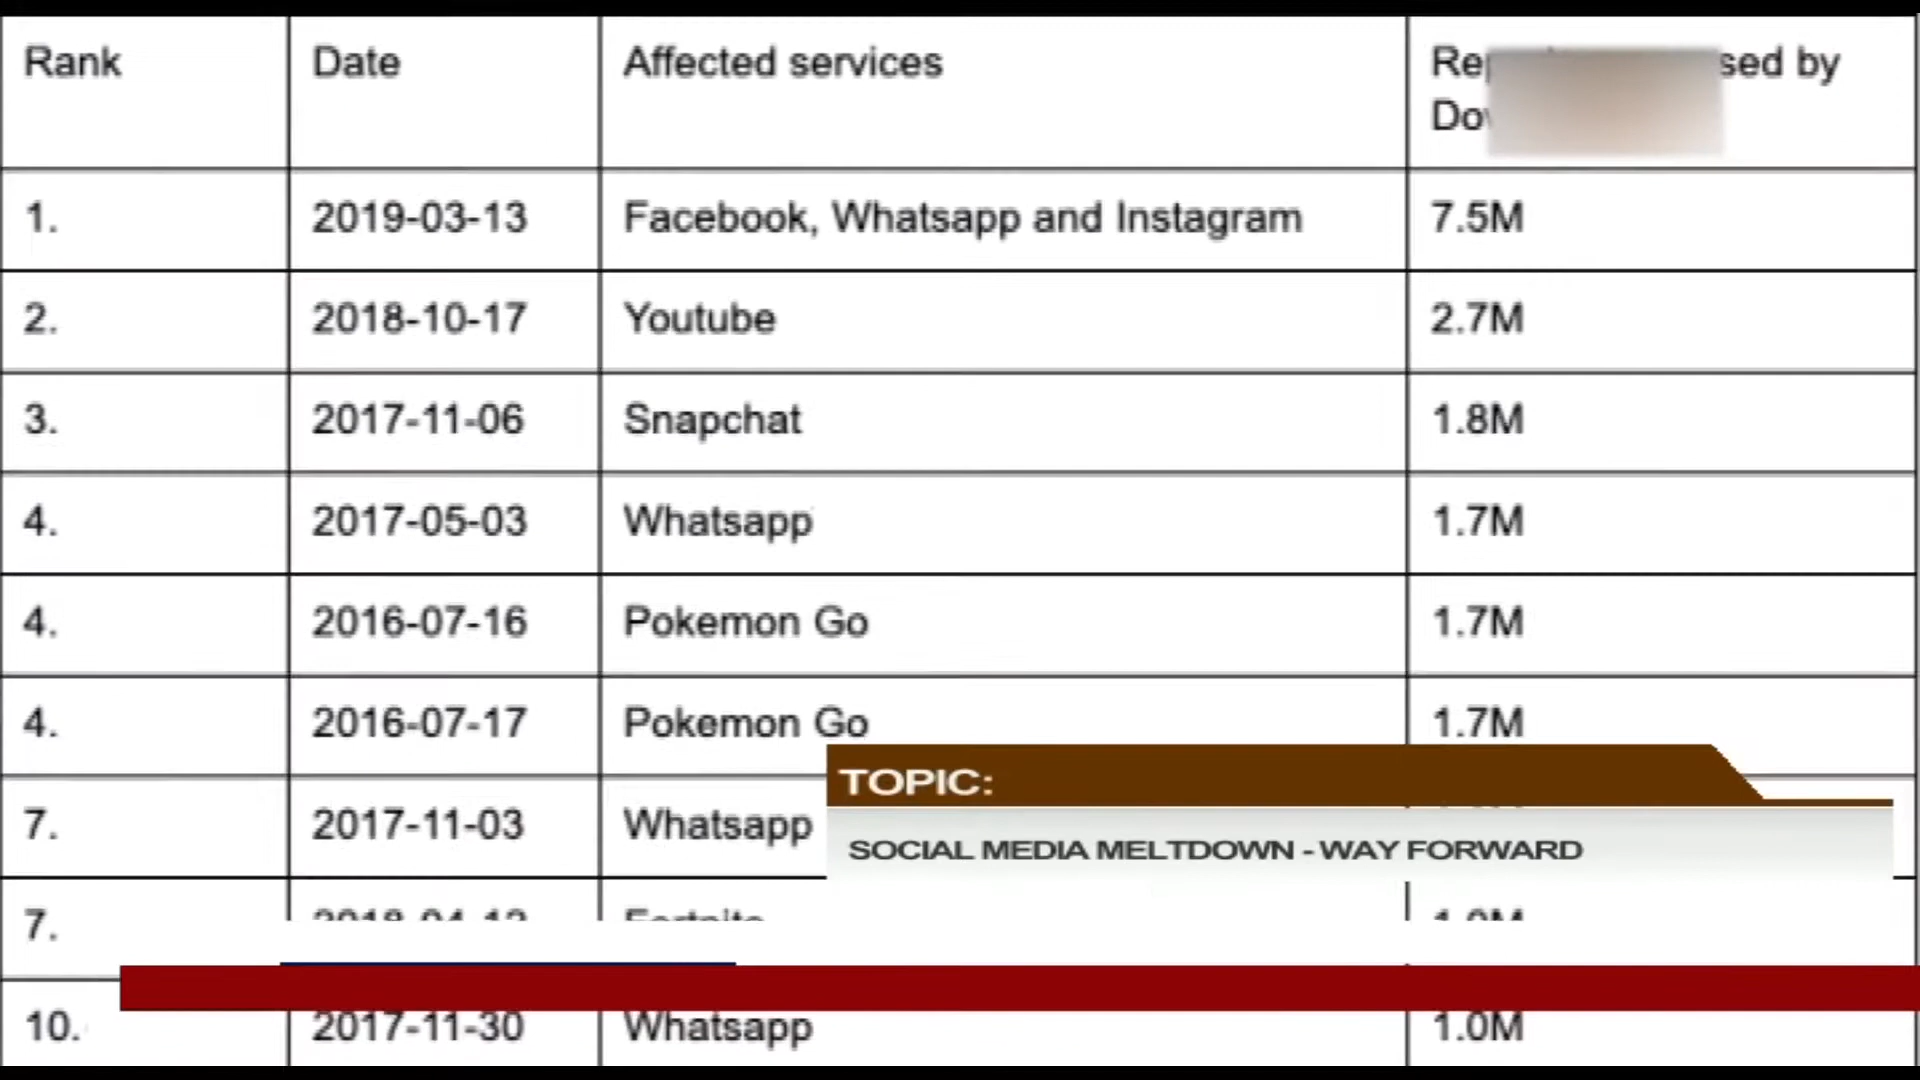 Rank Date Affected services sed by
1. 2019-03-13 Facebook, Whatsapp and Instagram 7.5M
2. 2018-10-17 Youtube 2.7M
3. 2017-11-06 Snapchat 1.8M
4. 2017-05-03 Whatsapp 1.7M
4. 2016-07-16 Pokemon Go 1.7M
4. 2016-07-17 Pokemon Go 1.7M
TOPIC:
7. 2017-11-03 Whatsapp
SOCIAL MEDIA MELTDOWN - WAY FORWARD
7.
10. 2017-11-30 Whatsapp 1.0M